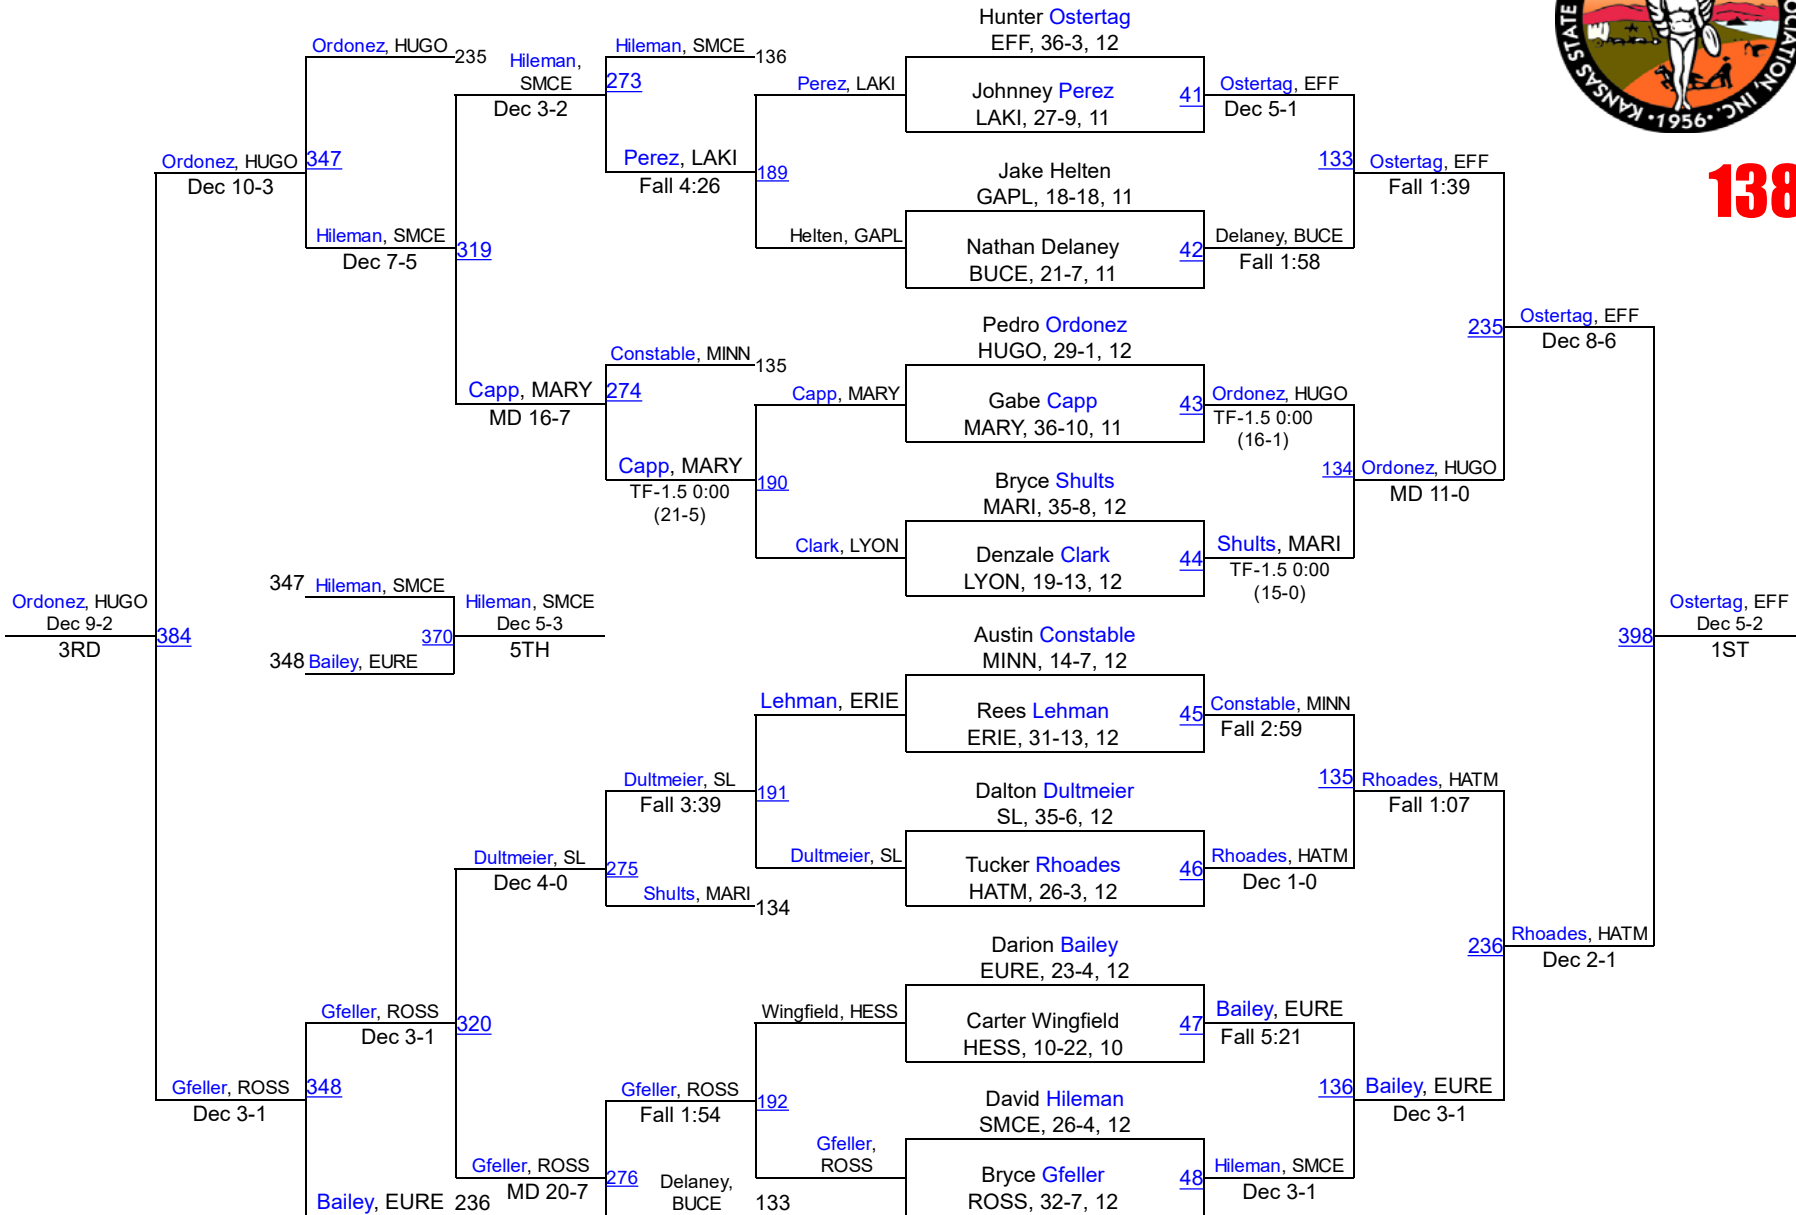 KANSAS STATE
OCIATION, INC.
•1956•
138
Ordonez, HUGO
235
Hileman,
SMCE
Dec 3-2
Hileman, SMCE
136
273
Perez, LAKI
Perez, LAKI
Fall 4:26
189
Helten, GAPL
Ordonez, HUGO
Dec 10-3
347
Hileman, SMCE
Dec 7-5
319
Constable, MINN
135
Capp, MARY
MD 16-7
274
Capp, MARY
Capp, MARY
TF-1.5 0:00
(21-5)
190
Clark, LYON
Ordonez, HUGO
Dec 9-2
3RD
384
347 Hileman, SMCE
348 Bailey, EURE
370
Hileman, SMCE
Dec 5-3
5TH
Lehman, ERIE
Dultmeier, SL
Fall 3:39
191
Dultmeier, SL
Dultmeier, SL
Dec 4-0
275
Shults, MARI
134
Gfeller, ROSS
Dec 3-1
320
Wingfield, HESS
Gfeller, ROSS
Dec 3-1
348
Gfeller, ROSS
Fall 1:54
192
Gfeller,
ROSS
Gfeller, ROSS
MD 20-7
276
Delaney,
BUCE
133
Bailey, EURE 236
Hunter Ostertag
EFF, 36-3, 12
Johnney Perez
LAKI, 27-9, 11
41
Ostertag, EFF
Dec 5-1
Jake Helten
GAPL, 18-18, 11
Nathan Delaney
BUCE, 21-7, 11
42
Delaney, BUCE
Fall 1:58
133
Ostertag, EFF
Fall 1:39
Pedro Ordonez
HUGO, 29-1, 12
Gabe Capp
MARY, 36-10, 11
43
Ordonez, HUGO
TF-1.5 0:00
(16-1)
Bryce Shults
MARI, 35-8, 12
Denzale Clark
LYON, 19-13, 12
44
Shults, MARI
TF-1.5 0:00
(15-0)
134
Ordonez, HUGO
MD 11-0
235
Ostertag, EFF
Dec 8-6
Austin Constable
MINN, 14-7, 12
Rees Lehman
ERIE, 31-13, 12
45
Constable, MINN
Fall 2:59
Dalton Dultmeier
SL, 35-6, 12
Tucker Rhoades
HATM, 26-3, 12
46
Rhoades, HATM
Dec 1-0
135
Rhoades, HATM
Fall 1:07
Darion Bailey
EURE, 23-4, 12
Carter Wingfield
HESS, 10-22, 10
47
Bailey, EURE
Fall 5:21
David Hileman
SMCE, 26-4, 12
Bryce Gfeller
ROSS, 32-7, 12
48
Hileman, SMCE
Dec 3-1
136
Bailey, EURE
Dec 3-1
236
Rhoades, HATM
Dec 2-1
398
Ostertag, EFF
Dec 5-2
1ST